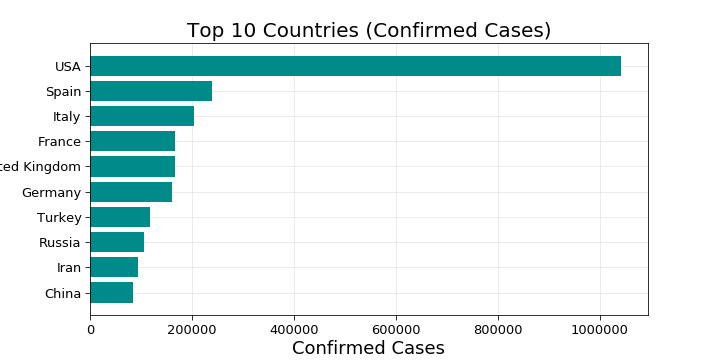 Top 10 Countries (Confirmed Cases)
USA
Spain
Italy
France
ted Kingdom
Germany
Turkey
Russia
Iran
China
0 200000 400000 600000 800000 1000000
Confirmed Cases